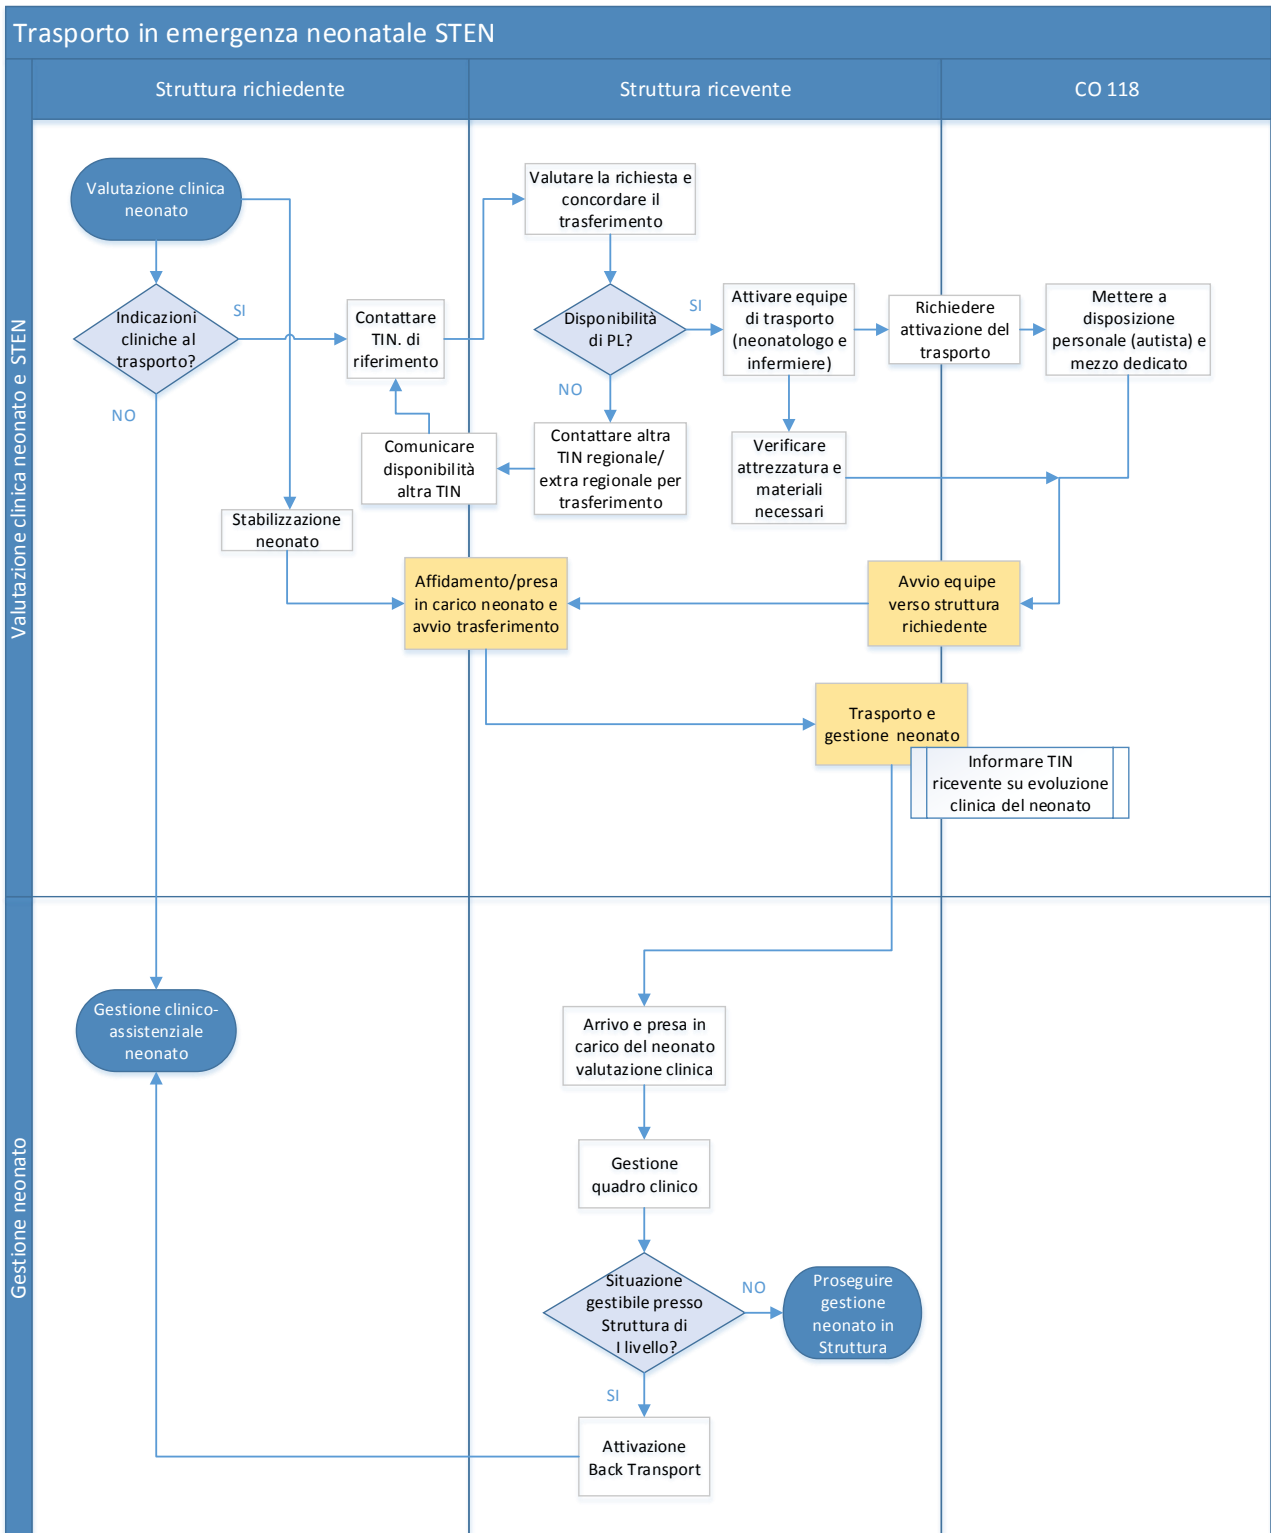 Trasporto in emergenza neonatale STEN
Struttura richiedente
Struttura ricevente
CO 118
Valutazione clinica neonato e STEN
Valutazione clinica
neonato
Valutare la richiesta e
concordare il
trasferimento
Indicazioni
cliniche al
trasporto?
SI
NO
Contattare
TIN. di
riferimento
Disponibilità
di PL?
SI
NO
Attivare equipe
di trasporto
(neonatologo e
infermiere)
Richiedere
attivazione del
trasporto
Mettere a
disposizione
personale (autista) e
mezzo dedicato
Comunicare
disponibilità
altra TIN
Contattare altra
TIN regionale/
extra regionale per
trasferimento
Verificare
attrezzatura e
materiali
necessari
Stabilizzazione
neonato
Affidamento/presa
in carico neonato e
avvio trasferimento
Avvio equipe
verso struttura
richiedente
Trasporto e
gestione neonato
Informare TIN
ricevente su evoluzione
clinica del neonato
Gestione neonato
Gestione clinico-
assistenziale
neonato
Arrivo e presa in
carico del neonato
valutazione clinica
Gestione
quadro clinico
Situazione
gestibile presso
Struttura di
I livello?
NO
Proseguire
gestione
neonato in
Struttura
SI
Attivazione
Back Transport